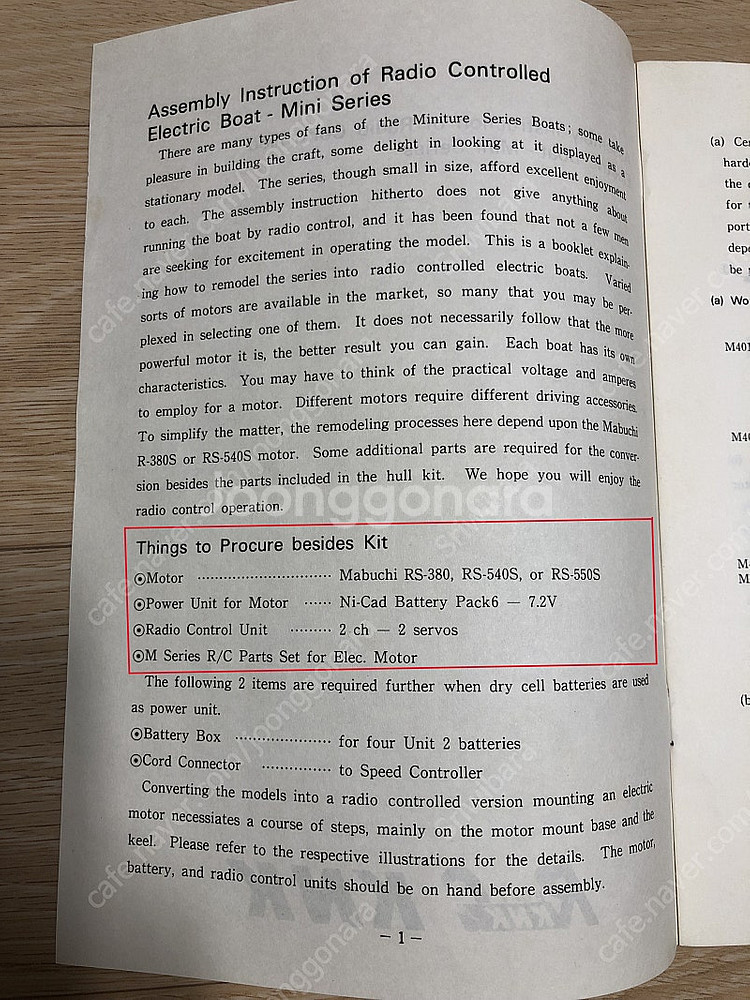 Assembly Instruction of Radio Controlled
Electric Boat - Mini Series
There are many types of fans of the Miniture Series Boats; some take
pleasure in building the craft, some delight in looking at it displayed as a
stationary model. The series, though small in size, afford excellent enjoyment
to each. The assembly instruction hitherto does not give anything about
running the boat by radio control, and it has been found that not a few men
are seeking for excitement in operating the model. This is a booklet explain-
ing how to remodel the series into radio controlled electric boats. Varied
sorts of motors are available in the market, so many that you may be per-
plexed in selecting one of them. It does not necessarily follow that the more
powerful motor it is, the better result you can gain. Each boat has its own
characteristics. You may have to think of the practical voltage and amperes
to employ for a motor. Different motors require different driving accessories.
To simplify the matter, the remodeling processes here depend upon the Mabuchi
R-380S or RS-540S motor. Some additional parts are required for the conver-
sion besides the parts included in the hull kit. We hope you will enjoy the
radio control operation.
Things to Procure besides Kit
⊙Motor ······························ Mabuchi RS-380, RS-540S, or RS-550S
⊙Power Unit for Motor ······ Ni-Cad Battery Pack6 — 7.2V
⊙Radio Control Unit ········· 2 ch — 2 servos
⊙M Series R/C Parts Set for Elec. Motor
The following 2 items are required further when dry cell batteries are used
as power unit.
⊙Battery Box ····················· for four Unit 2 batteries
⊙Cord Connector ··············· to Speed Controller
Converting the models into a radio controlled version mounting an electric
motor necessiates a course of steps, mainly on the motor mount base and the
keel. Please refer to the respective illustrations for the details. The motor,
battery, and radio control units should be on hand before assembly.
— 1 —
(a) Ce
hard
the
for
port
depe
be
(a) Wo
M401
M40
M
(b
joonggonara
cafe.naver.com/joonggonara